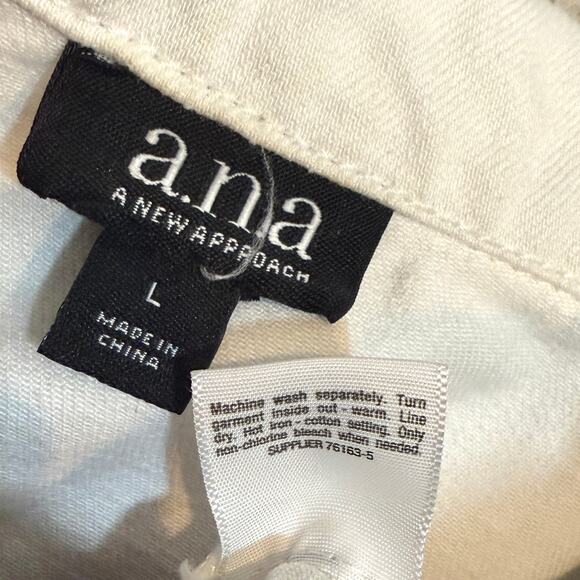 a.n.a
A NEW APPROACH
L
MADE IN
CHINA
Machine wash separately. Turn
garment inside out - warm. Line
dry. Hot Iron - cotton setting. Only
non-chlorine bleach when needed.
SUPPLIER 76163-5